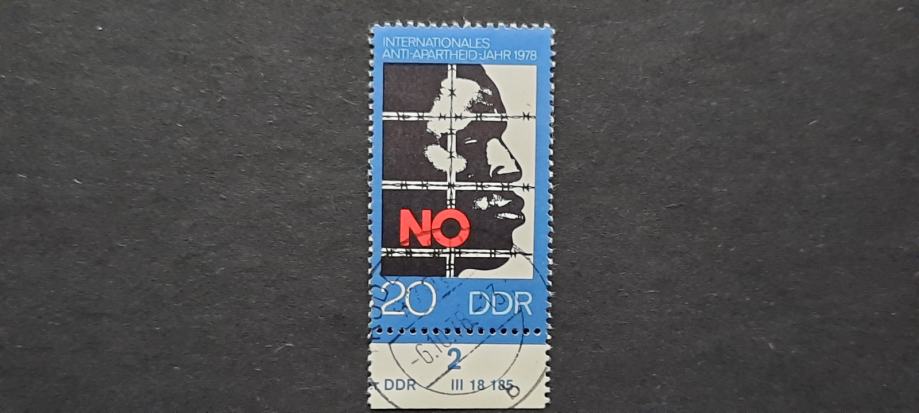 INTERNATIONALES
ANTI-APARTHEID-JAHR 1978
NO
20 DDR
2
DDR III 18 185